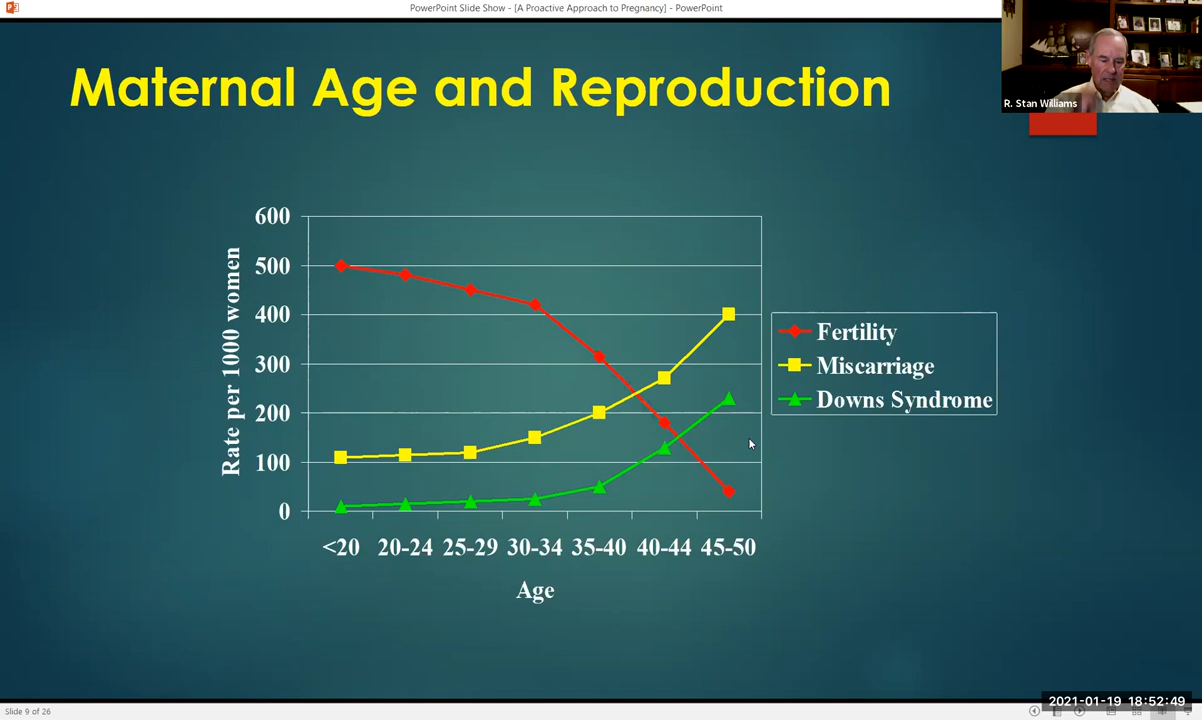 PowerPoint Slide Show - [A Proactive Approach to Pregnancy] - PowerPoint
R. Stan Williams
Maternal Age and Reproduction
600
500
400
300
200
100
0
Rate per 1000 women
<20 20-24 25-29 30-34 35-40 40-44 45-50
Age
Fertility
Miscarriage
Downs Syndrome
2021-01-19 18:52:49
Slide 9 of 26